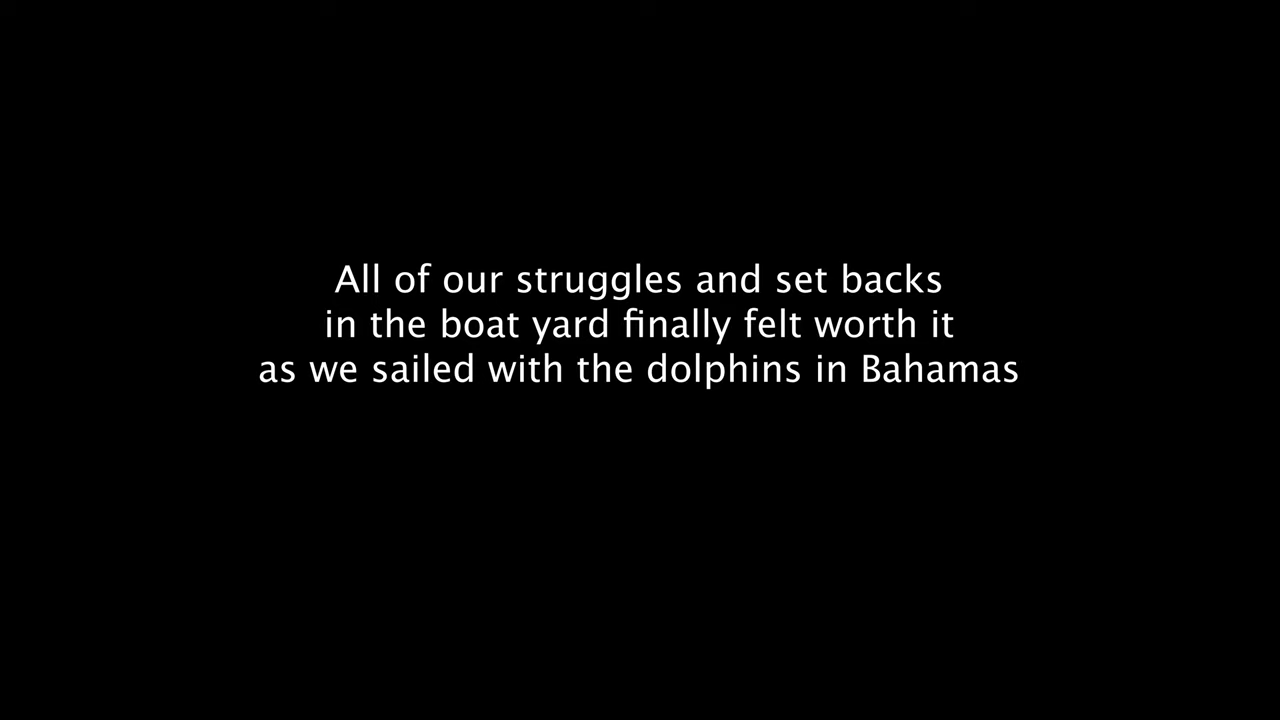 All of our struggles and set backs
in the boat yard finally felt worth it
as we sailed with the dolphins in Bahamas